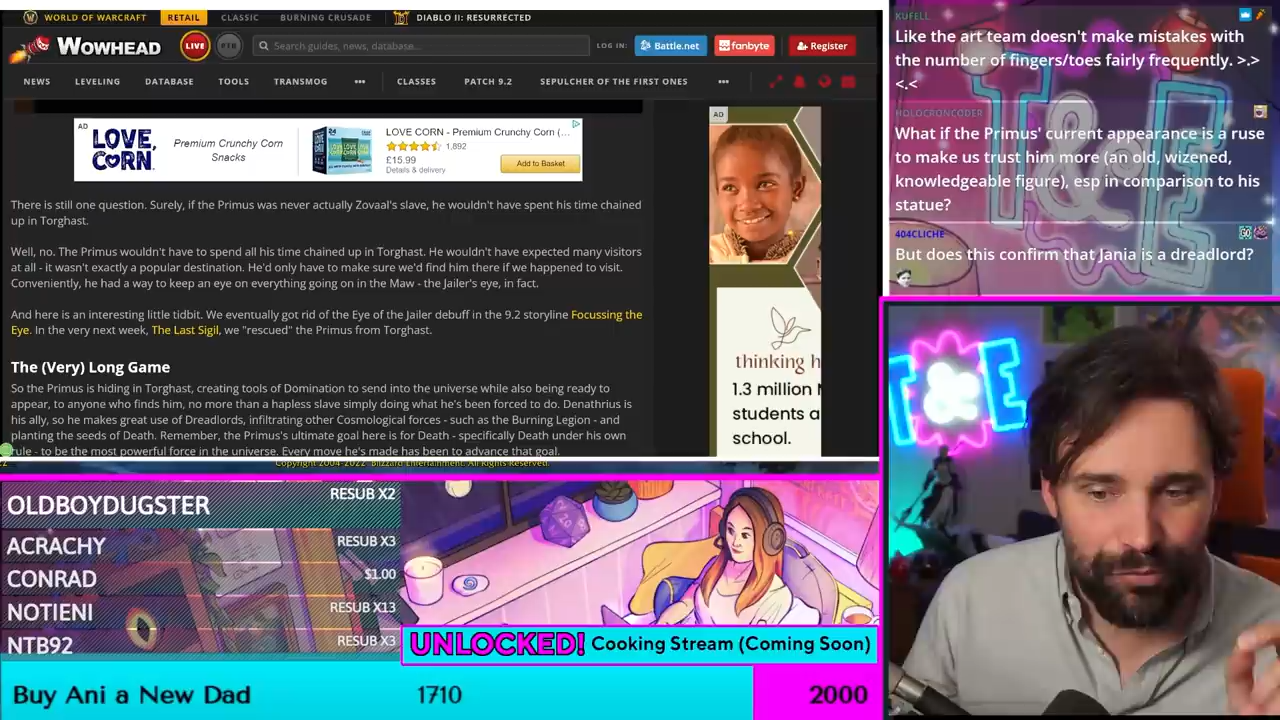 WORLD OF WARCRAFT RETAIL CLASSIC BURNING CRUSADE DIABLO II: RESURRECTED
WOWHEAD LIVE PTR Search guides, news, database... LOG IN: Battle.net fanbyte Register
NEWS LEVELING DATABASE TOOLS TRANSMOG ••• CLASSES PATCH 9.2 SEPULCHER OF THE FIRST ONES •••
AD
LOVE,
CORN.
Premium Crunchy Corn
Snacks
LOVE CORN - Premium Crunchy Corn (...
1,892
£15.99
Details & delivery
Add to Basket
There is still one question. Surely, if the Primus was never actually Zovaal's slave, he wouldn't have spent his time chained
up in Torghast.
Well, no. The Primus wouldn't have to spend all his time chained up in Torghast. He wouldn't have expected many visitors
at all - it wasn't exactly a popular destination. He'd only have to make sure we'd find him there if we happened to visit.
Conveniently, he had a way to keep an eye on everything going on in the Maw - the Jailer's eye, in fact.
And here is an interesting little tidbit. We eventually got rid of the Eye of the Jailer debuff in the 9.2 storyline Focussing the
Eye. In the very next week, The Last Sigil, we "rescued" the Primus from Torghast.
The (Very) Long Game
So the Primus is hiding in Torghast, creating tools of Domination to send into the universe while also being ready to
appear, to anyone who finds him, no more than a hapless slave simply doing what he's been forced to do. Denathrius is
his ally, so he makes great use of Dreadlords, infiltrating other Cosmological forces - such as the Burning Legion - and
planting the seeds of Death. Remember, the Primus's ultimate goal here is for Death - specifically Death under his own
rule - to be the most powerful force in the universe. Every move he's made has been to advance that goal.
Copyright 2004-2022 Blizzard Entertainment. All Rights Reserved.
AD
thinking h
1.3 million
students a
school.
KUFELL
Like the art team doesn't make mistakes with
the number of fingers/toes fairly frequently. >.>
<.<
HOLOCRONCODER
What if the Primus' current appearance is a ruse
to make us trust him more (an old, wizened,
knowledgeable figure), esp in comparison to his
statue?
404CLICHE
But does this confirm that Jania is a dreadlord?
T&E
OLDBOYDUGSTER RESUB X2
ACRACHY RESUB X3
CONRAD $1.00
NOTIENI RESUB X13
NTB92 RESUB X3
UNLOCKED! Cooking Stream (Coming Soon)
Buy Ani a New Dad 1710 2000